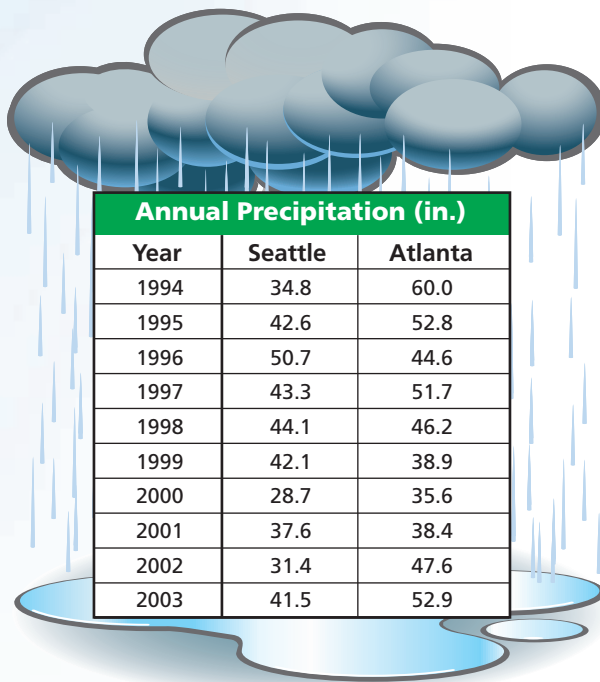 Annual Precipitation (in.)
Year Seattle Atlanta
1994 34.8 60.0
1995 42.6 52.8
1996 50.7 44.6
1997 43.3 51.7
1998 44.1 46.2
1999 42.1 38.9
2000 28.7 35.6
2001 37.6 38.4
2002 31.4 47.6
2003 41.5 52.9